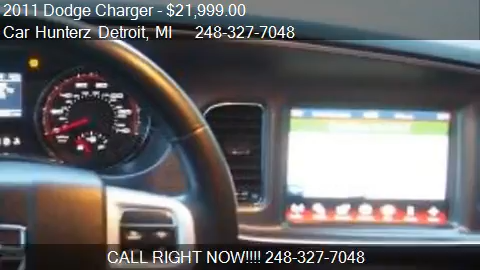 2011 Dodge Charger - $21,999.00
Car Hunterz Detroit, MI 248-327-7048
CALL RIGHT NOW!!!! 248-327-7048